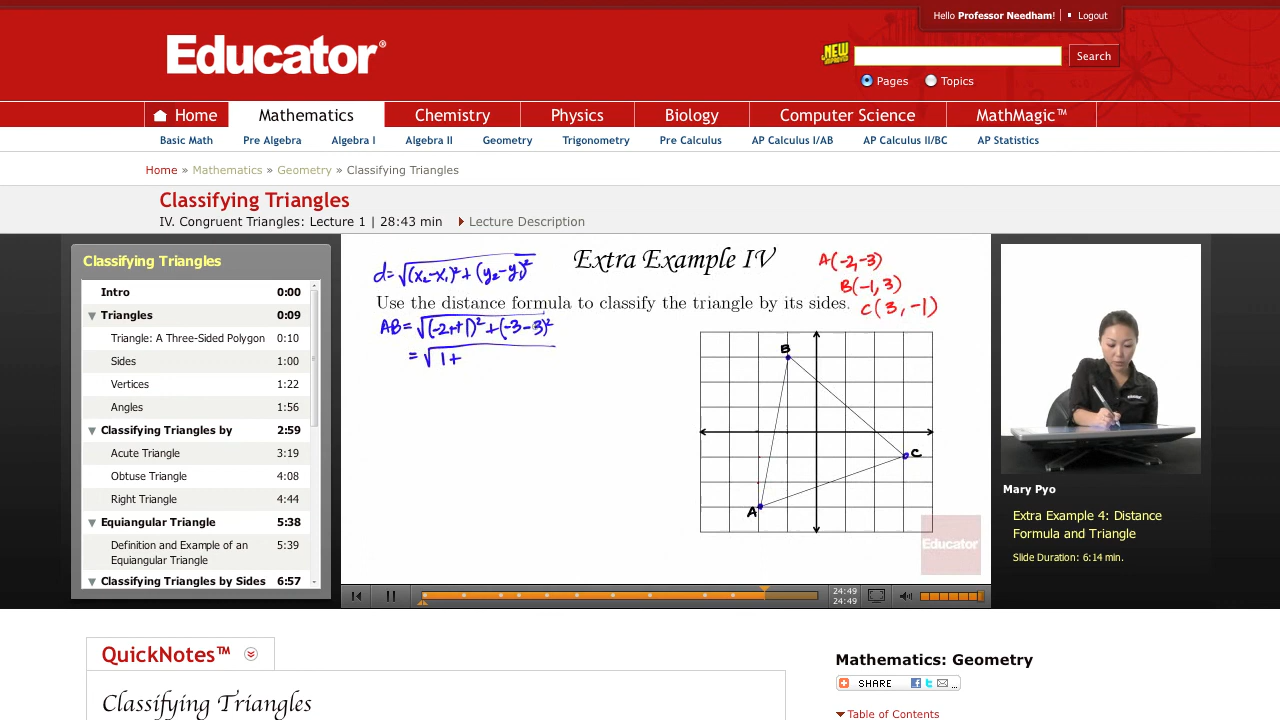 Hello Professor Needham! Logout
Educator®
NEW
Search
Pages Topics
Home Mathematics Chemistry Physics Biology Computer Science MathMagic™
Basic Math Pre Algebra Algebra I Algebra II Geometry Trigonometry Pre Calculus AP Calculus I/AB AP Calculus II/BC AP Statistics
Home » Mathematics » Geometry » Classifying Triangles
Classifying Triangles
IV. Congruent Triangles: Lecture 1 | 28:43 min Lecture Description
Classifying Triangles
Intro 0:00
Triangles 0:09
Triangle: A Three-Sided Polygon 0:10
Sides 1:00
Vertices 1:22
Angles 1:56
Classifying Triangles by 2:59
Acute Triangle 3:19
Obtuse Triangle 4:08
Right Triangle 4:44
Equiangular Triangle 5:38
Definition and Example of an 5:39
Equiangular Triangle
Classifying Triangles by Sides 6:57
d=√(x₂-x₁)²+(y₂-y₁)²
Extra Example IV
A(-2,-3)
B(-1, 3)
Use the distance formula to classify the triangle by its sides.
C(3,-1)
AB=√(-2++1)²+(-3-3)²
=√1+
B
C
A
Educator
24:49
24:49
EDUCATOR
Mary Pyo
Extra Example 4: Distance
Formula and Triangle
Slide Duration: 6:14 min.
QuickNotes™
Classifying Triangles
Mathematics: Geometry
SHARE ...
Table of Contents